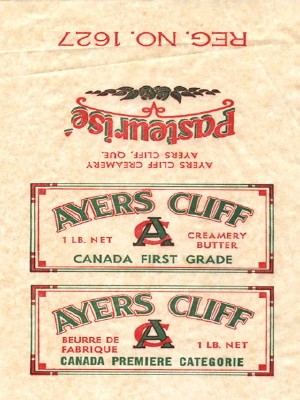 REG. NO. 1627
Pasteurisé
AYERS CLIFF CREAMERY
AYERS CLIFF, QUE.
AYERS CLIFF
1 LB. NET
AC
CREAMERY
BUTTER
CANADA FIRST GRADE
AYERS CLIFF
BEURRE DE
FABRIQUE
AC
1 LB. NET
CANADA PREMIERE CATEGORIE